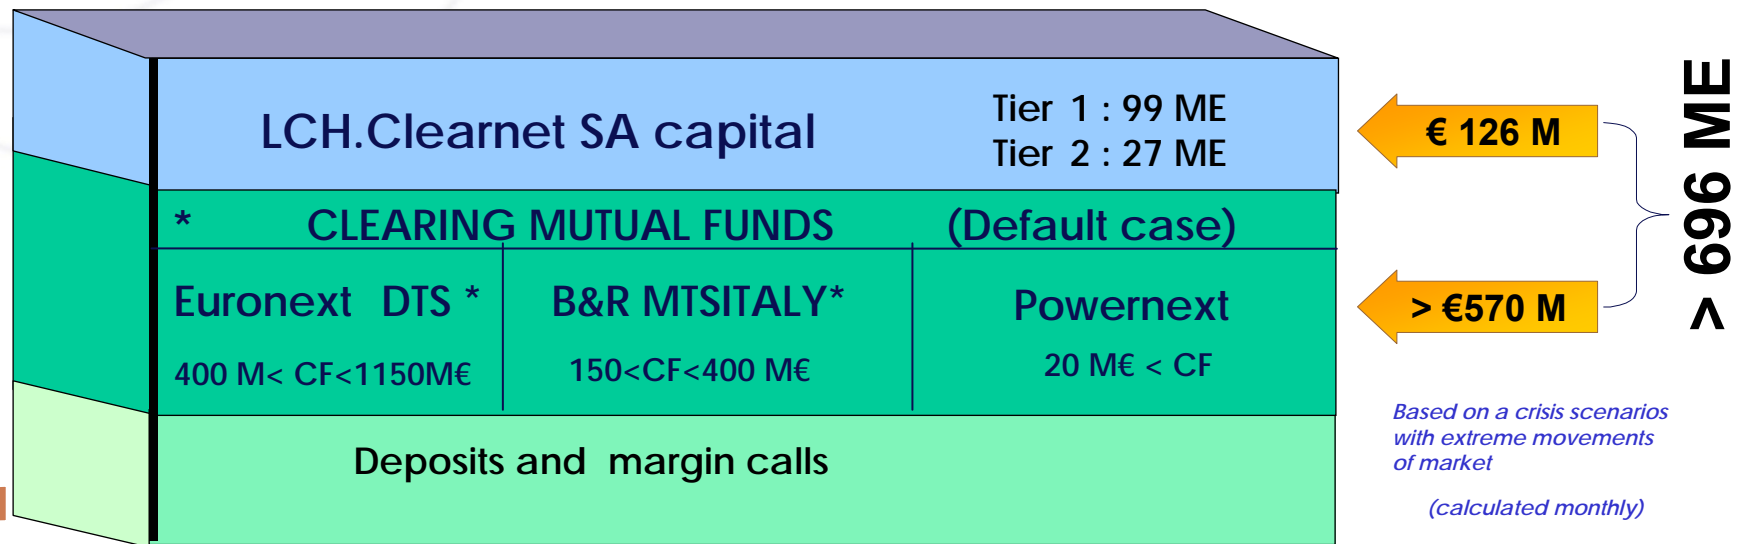 LCH.Clearnet SA capital
Tier 1 : 99 ME
Tier 2 : 27 ME
€ 126 M
* CLEARING MUTUAL FUNDS (Default case)
Euronext DTS *
400 M< CF<1150M€
B&R MTSITALY*
150<CF<400 M€
Powernext
20 M€ < CF
> €570 M
> 696 ME
Deposits and margin calls
Based on a crisis scenarios
with extreme movements
of market
(calculated monthly)